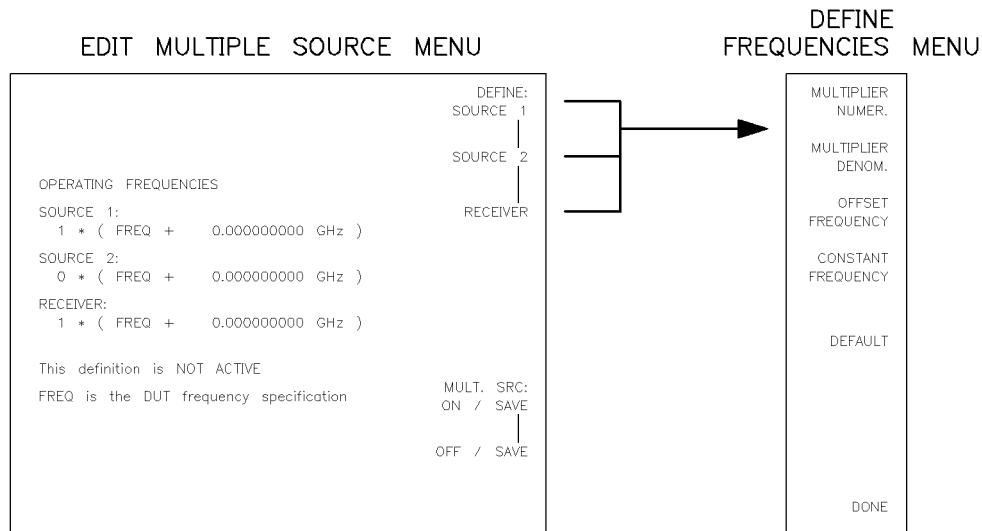 EDIT MULTIPLE SOURCE MENU
DEFINE:
SOURCE 1
SOURCE 2
RECEIVER
OPERATING FREQUENCIES
SOURCE 1:
1 * ( FREQ + 0.000000000 GHz )
SOURCE 2:
0 * ( FREQ + 0.000000000 GHz )
RECEIVER:
1 * ( FREQ + 0.000000000 GHz )
This definition is NOT ACTIVE
FREQ is the DUT frequency specification
MULT. SRC:
ON / SAVE
OFF / SAVE
DEFINE
FREQUENCIES MENU
MULTIPLIER
NUMER.
MULTIPLIER
DENOM.
OFFSET
FREQUENCY
CONSTANT
FREQUENCY
DEFAULT
DONE